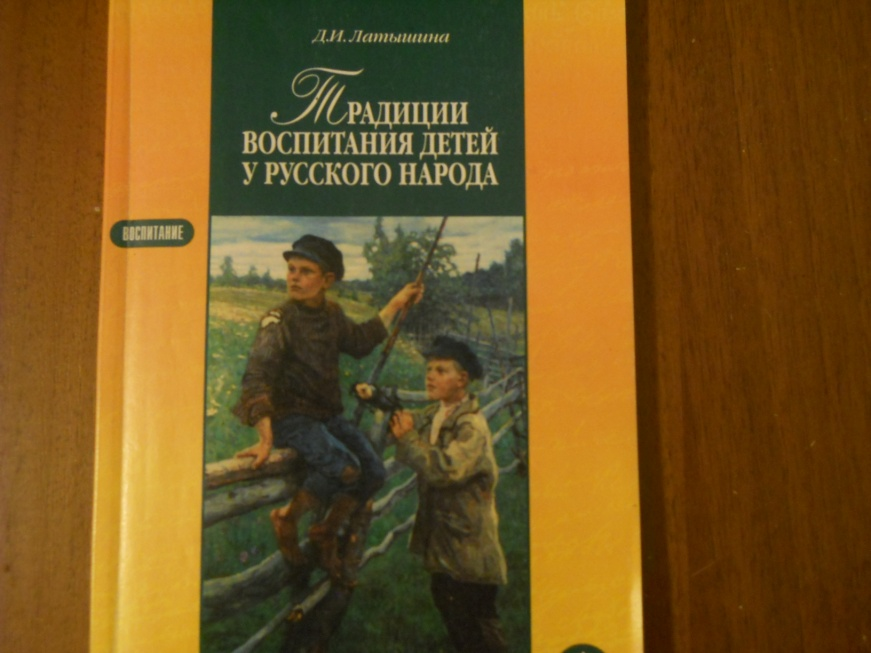 Д.И. Латышина
Традиции
воспитания детей
у русского народа
ВОСПИТАНИЕ